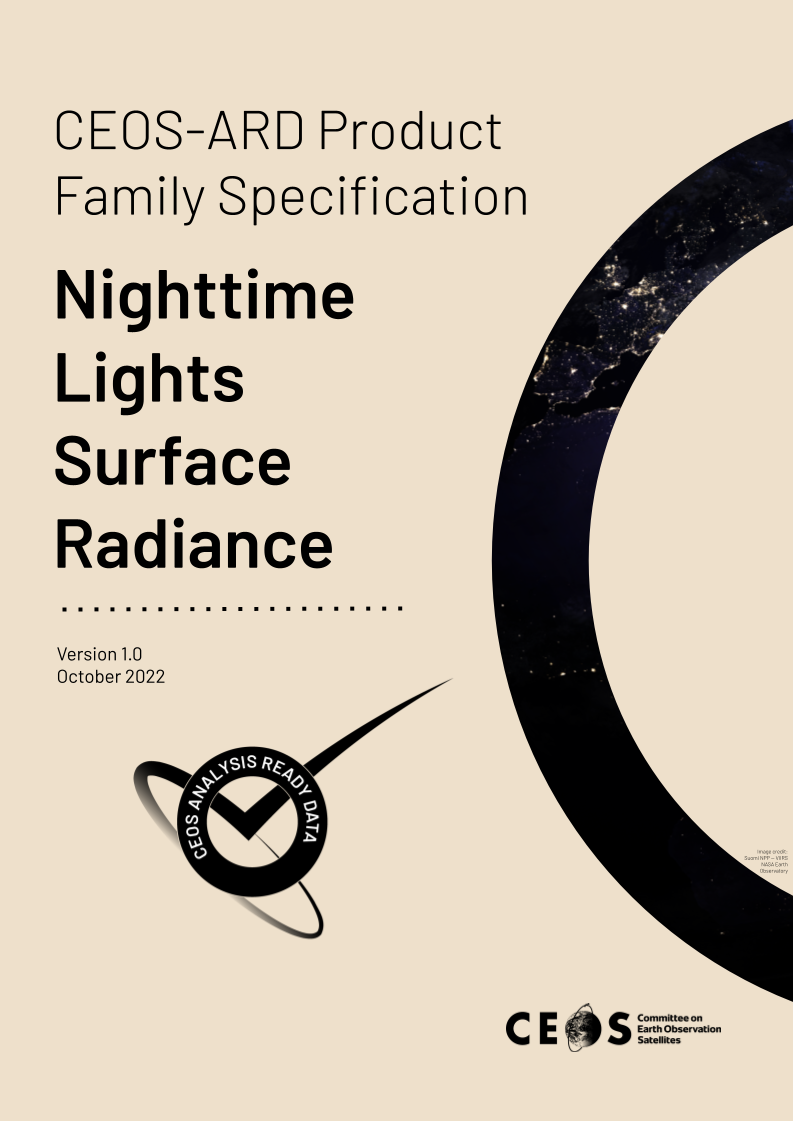 CEOS-ARD Product
Family Specification
Nighttime
Lights
Surface
Radiance
Version 1.0
October 2022
CEOS ANALYSIS READY DATA
Image credit:
Suomi NPP – VIIRS
NASA Earth
Observatory
CEOS
Committee on
Earth Observation
Satellites